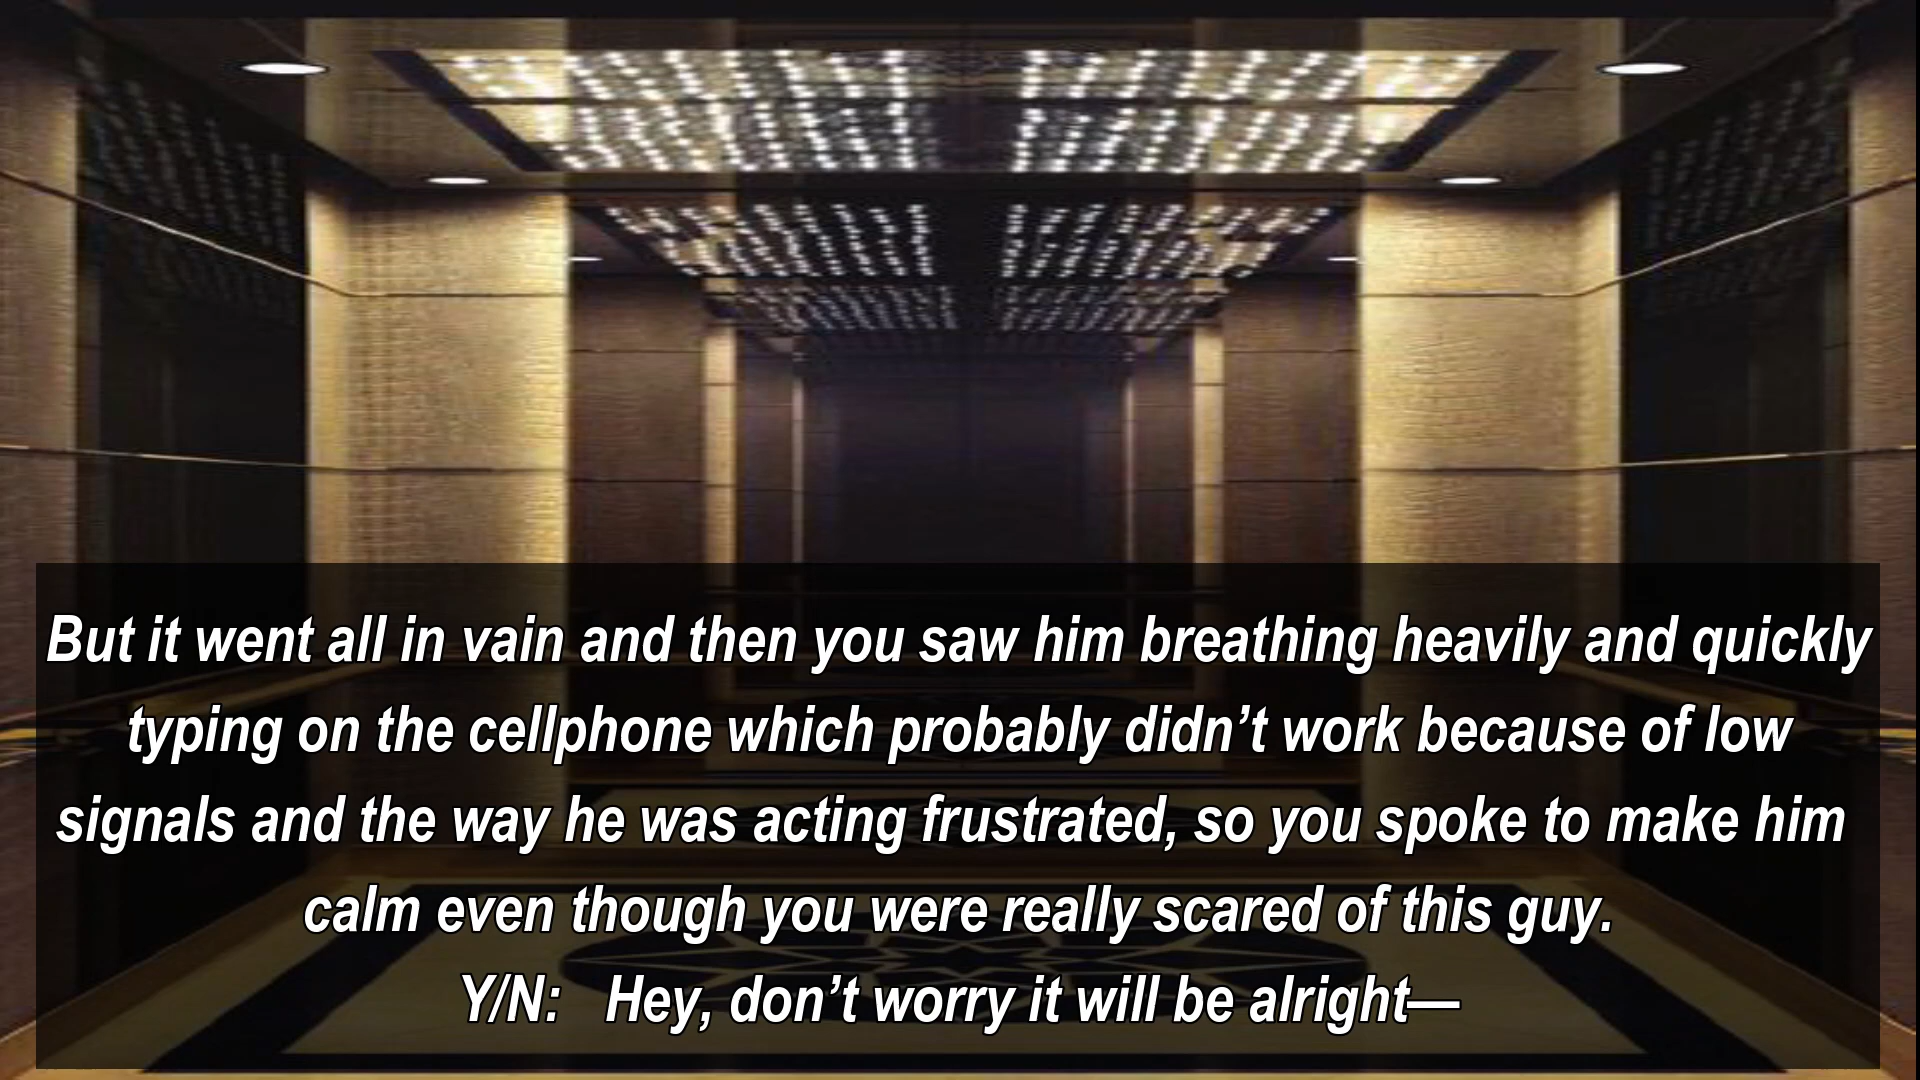 But it went all in vain and then you saw him breathing heavily and quickly
typing on the cellphone which probably didn’t work because of low
signals and the way he was acting frustrated, so you spoke to make him
calm even though you were really scared of this guy.
Y/N:   Hey, don’t worry it will be alright—